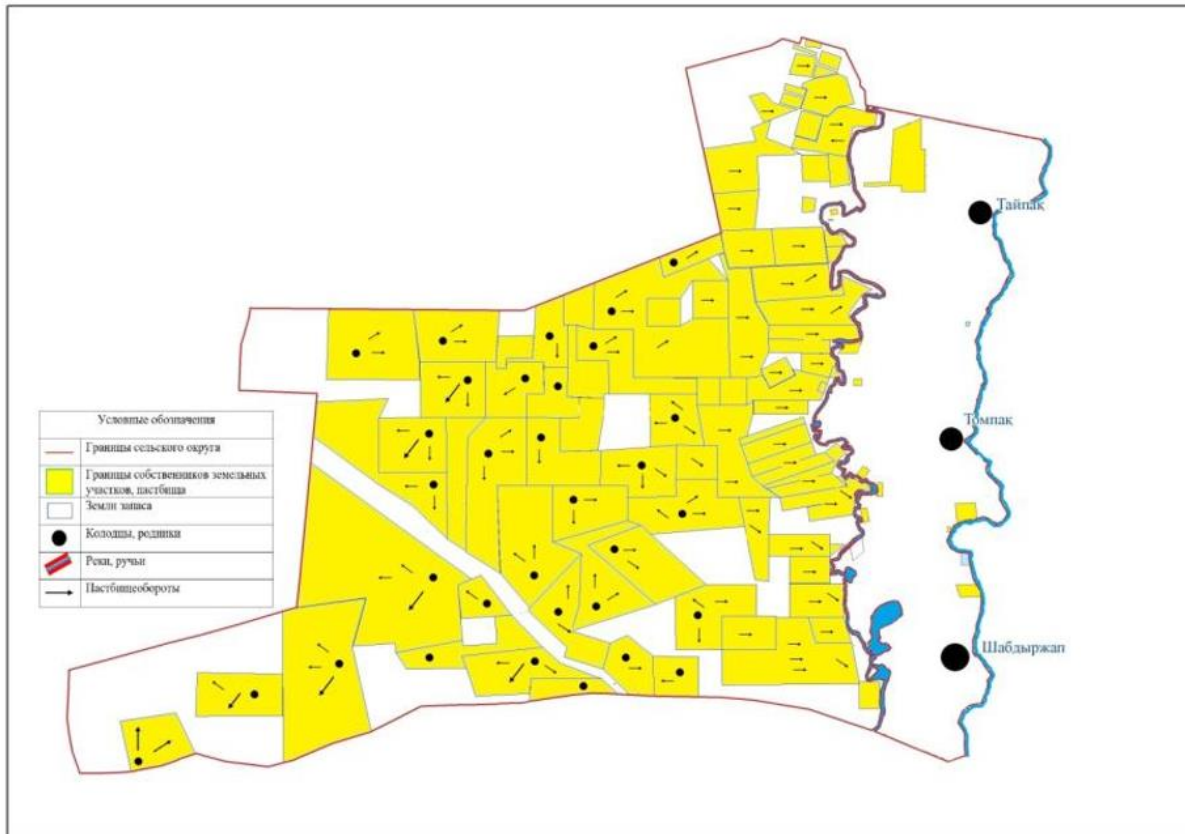 Тайпақ
Томпақ
Шабдыржап
Условные обозначения
Границы сельского округа
Границы собственников земельных
участков, пастбища
Земли запаса
Колодцы, родники
Реки, ручьи
Пастбищеобороты